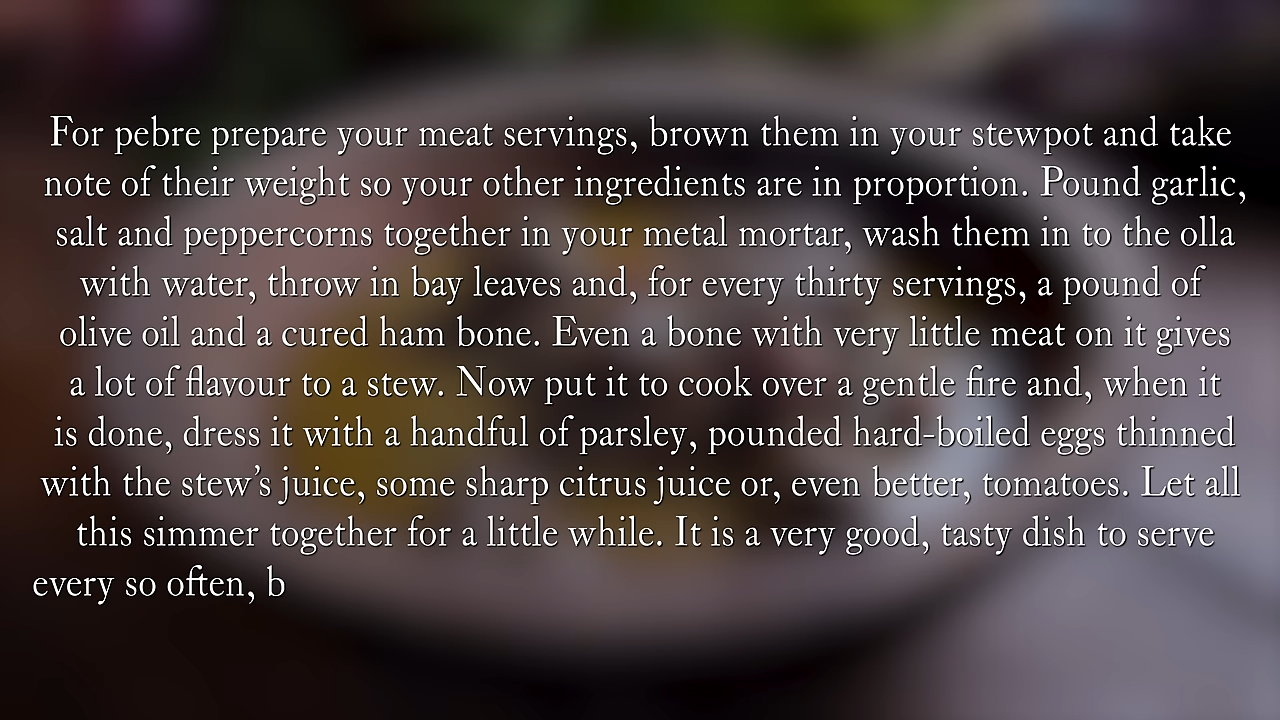 For pebre prepare your meat servings, brown them in your stewpot and take
note of their weight so your other ingredients are in proportion. Pound garlic,
salt and peppercorns together in your metal mortar, wash them in to the olla
with water, throw in bay leaves and, for every thirty servings, a pound of
olive oil and a cured ham bone. Even a bone with very little meat on it gives
a lot of flavour to a stew. Now put it to cook over a gentle fire and, when it
is done, dress it with a handful of parsley, pounded hard-boiled eggs thinned
with the stew’s juice, some sharp citrus juice or, even better, tomatoes. Let all
this simmer together for a little while. It is a very good, tasty dish to serve
every so often, b